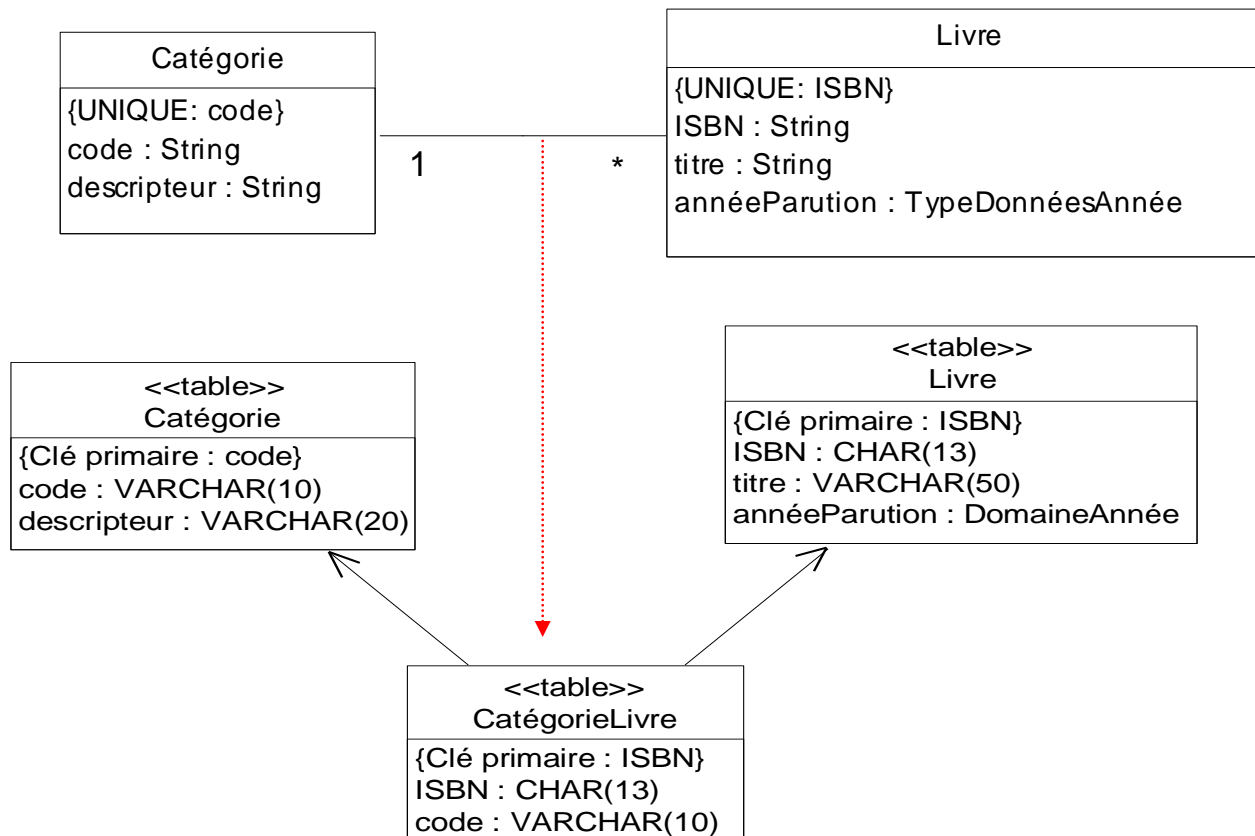 Catégorie
{UNIQUE: code}
code : String
descripteur : String
1
*
Livre
{UNIQUE: ISBN}
ISBN : String
titre : String
annéeParution : TypeDonnéesAnnée
<<table>>
Catégorie
{Clé primaire : code}
code : VARCHAR(10)
descripteur : VARCHAR(20)
<<table>>
Livre
{Clé primaire : ISBN}
ISBN : CHAR(13)
titre : VARCHAR(50)
annéeParution : DomaineAnnée
<<table>>
CatégorieLivre
{Clé primaire : ISBN}
ISBN : CHAR(13)
code : VARCHAR(10)